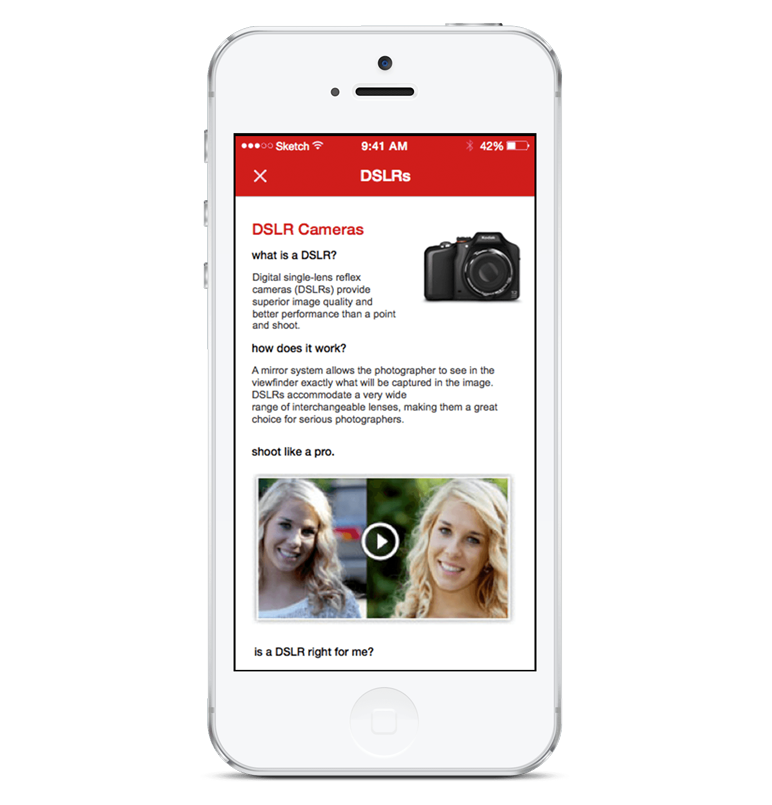 Sketch 9:41 AM 42%
DSLRs
DSLR Cameras
what is a DSLR?
Digital single-lens reflex
cameras (DSLRs) provide
superior image quality and
better performance than a point
and shoot.
Kodak
how does it work?
A mirror system allows the photographer to see in the
viewfinder exactly what will be captured in the image.
DSLRs accommodate a very wide
range of interchangeable lenses, making them a great
choice for serious photographers.
shoot like a pro.
is a DSLR right for me?